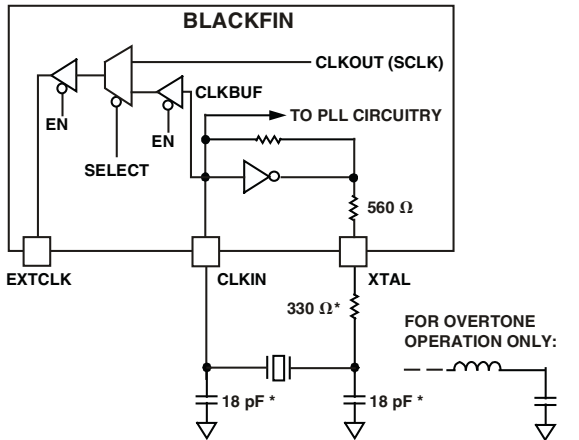 BLACKFIN
CLKOUT (SCLK)
CLKBUF
TO PLL CIRCUITRY
EN
EN
SELECT
560 Ω
EXTCLK
CLKIN
XTAL
330 Ω*
FOR OVERTONE
OPERATION ONLY:
18 pF *
18 pF *